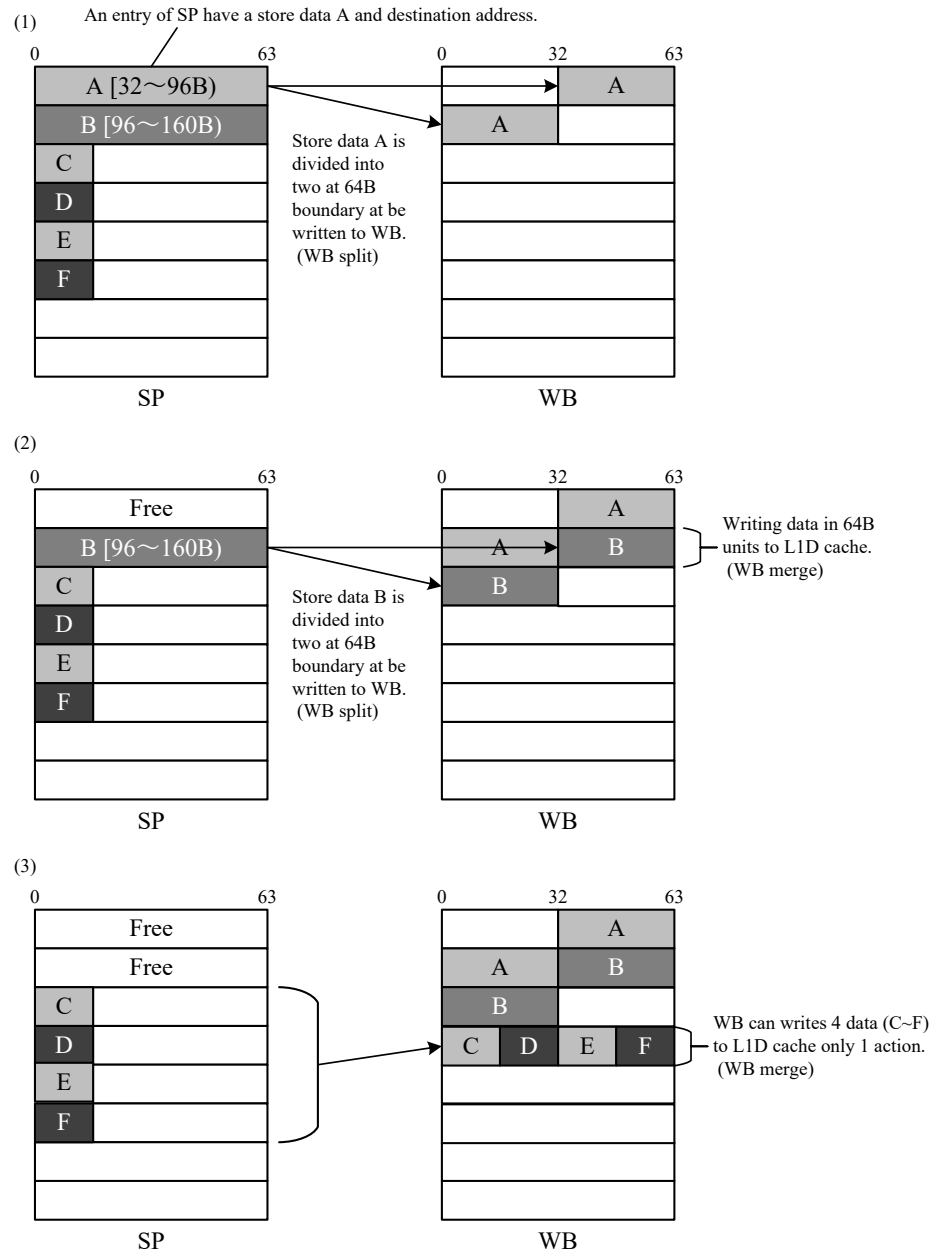 (1)
An entry of SP have a store data A and destination address.
0 63
0 32 63
A [32～96B)
B [96～160B)
C
D
E
F
SP
Store data A is
divided into
two at 64B
boundary at be
written to WB.
(WB split)
A
A
WB
(2)
0 63
0 32 63
Free
B [96～160B)
C
D
E
F
SP
Store data B is
divided into
two at 64B
boundary at be
written to WB.
(WB split)
A
A B
B
WB
Writing data in 64B
units to L1D cache.
(WB merge)
(3)
0 63
0 32 63
Free
Free
C
D
E
F
SP
A
A B
B
C D E F
WB
WB can writes 4 data (C~F)
to L1D cache only 1 action.
(WB merge)